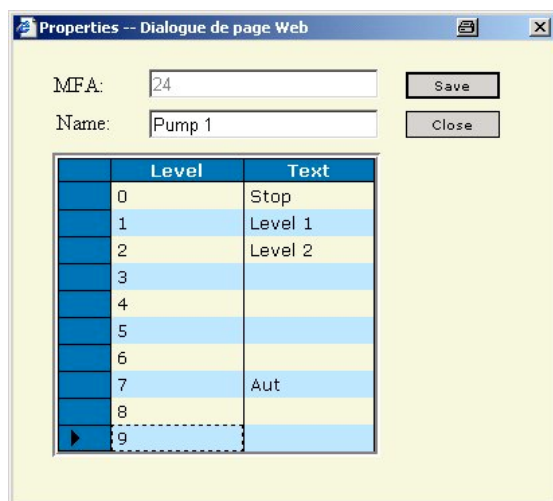 Properties -- Dialogue de page Web
MFA: 24 Save
Name: Pump 1 Close
Level Text
0 Stop
1 Level 1
2 Level 2
3
4
5
6
7 Aut
8
9